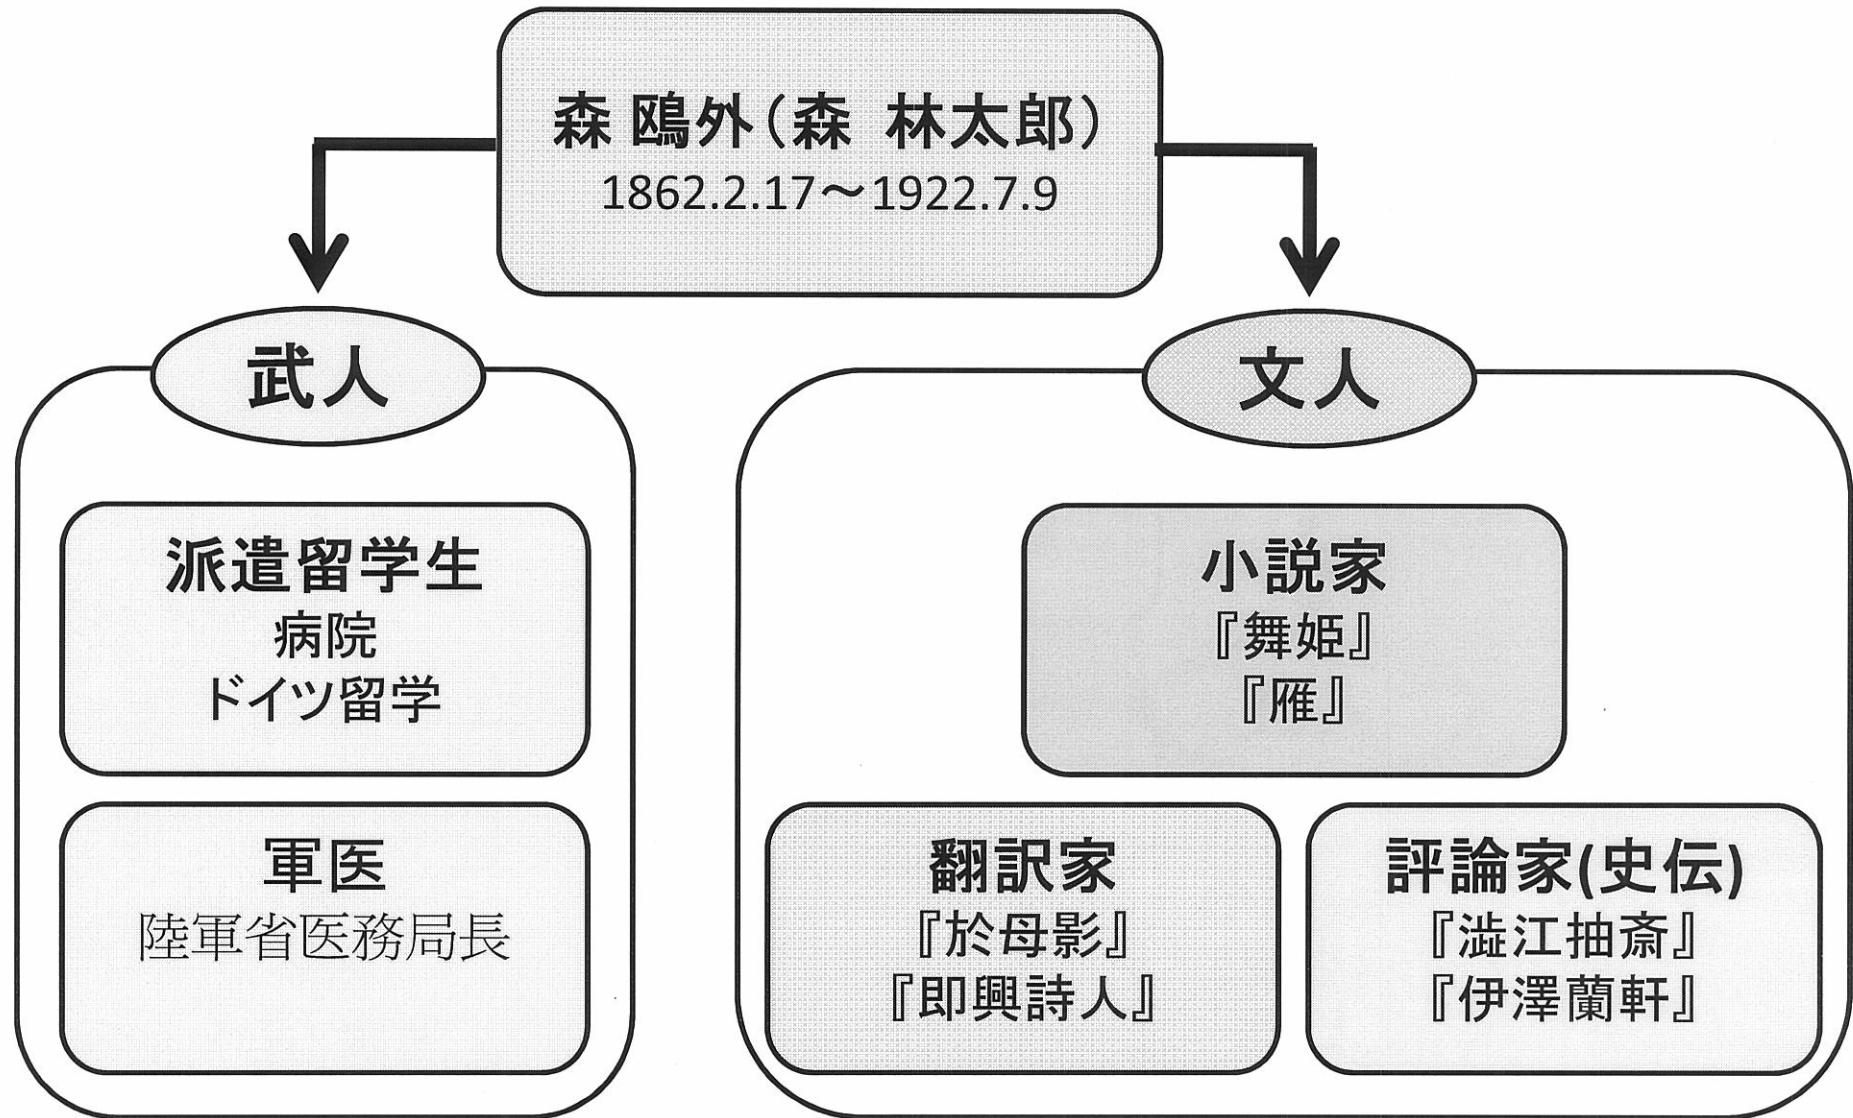 森 鷗外(森 林太郎)
1862.2.17~1922.7.9
武人
派遣留学生
病院
ドイツ留学
軍医
陸軍省医務局長
文人
小説家
『舞姫』
『雁』
翻訳家
『於母影』
『即興詩人』
評論家(史伝)
『澁江抽斎』
『伊澤蘭軒』